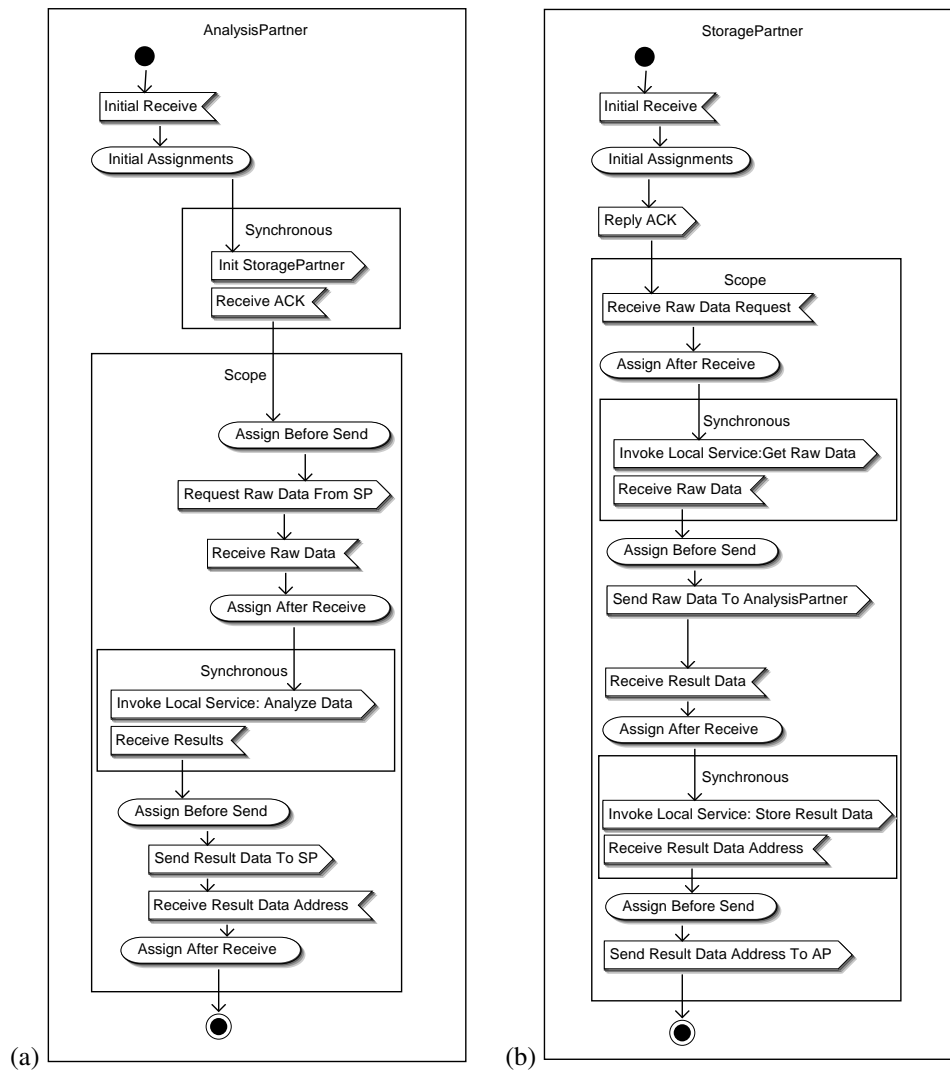 AnalysisPartner
Initial Receive
Initial Assignments
Synchronous
Init StoragePartner
Receive ACK
Scope
Assign Before Send
Request Raw Data From SP
Receive Raw Data
Assign After Receive
Synchronous
Invoke Local Service: Analyze Data
Receive Results
Assign Before Send
Send Result Data To SP
Receive Result Data Address
Assign After Receive
(a)
StoragePartner
Initial Receive
Initial Assignments
Reply ACK
Scope
Receive Raw Data Request
Assign After Receive
Synchronous
Invoke Local Service:Get Raw Data
Receive Raw Data
Assign Before Send
Send Raw Data To AnalysisPartner
Receive Result Data
Assign After Receive
Synchronous
Invoke Local Service: Store Result Data
Receive Result Data Address
Assign Before Send
Send Result Data Address To AP
(b)